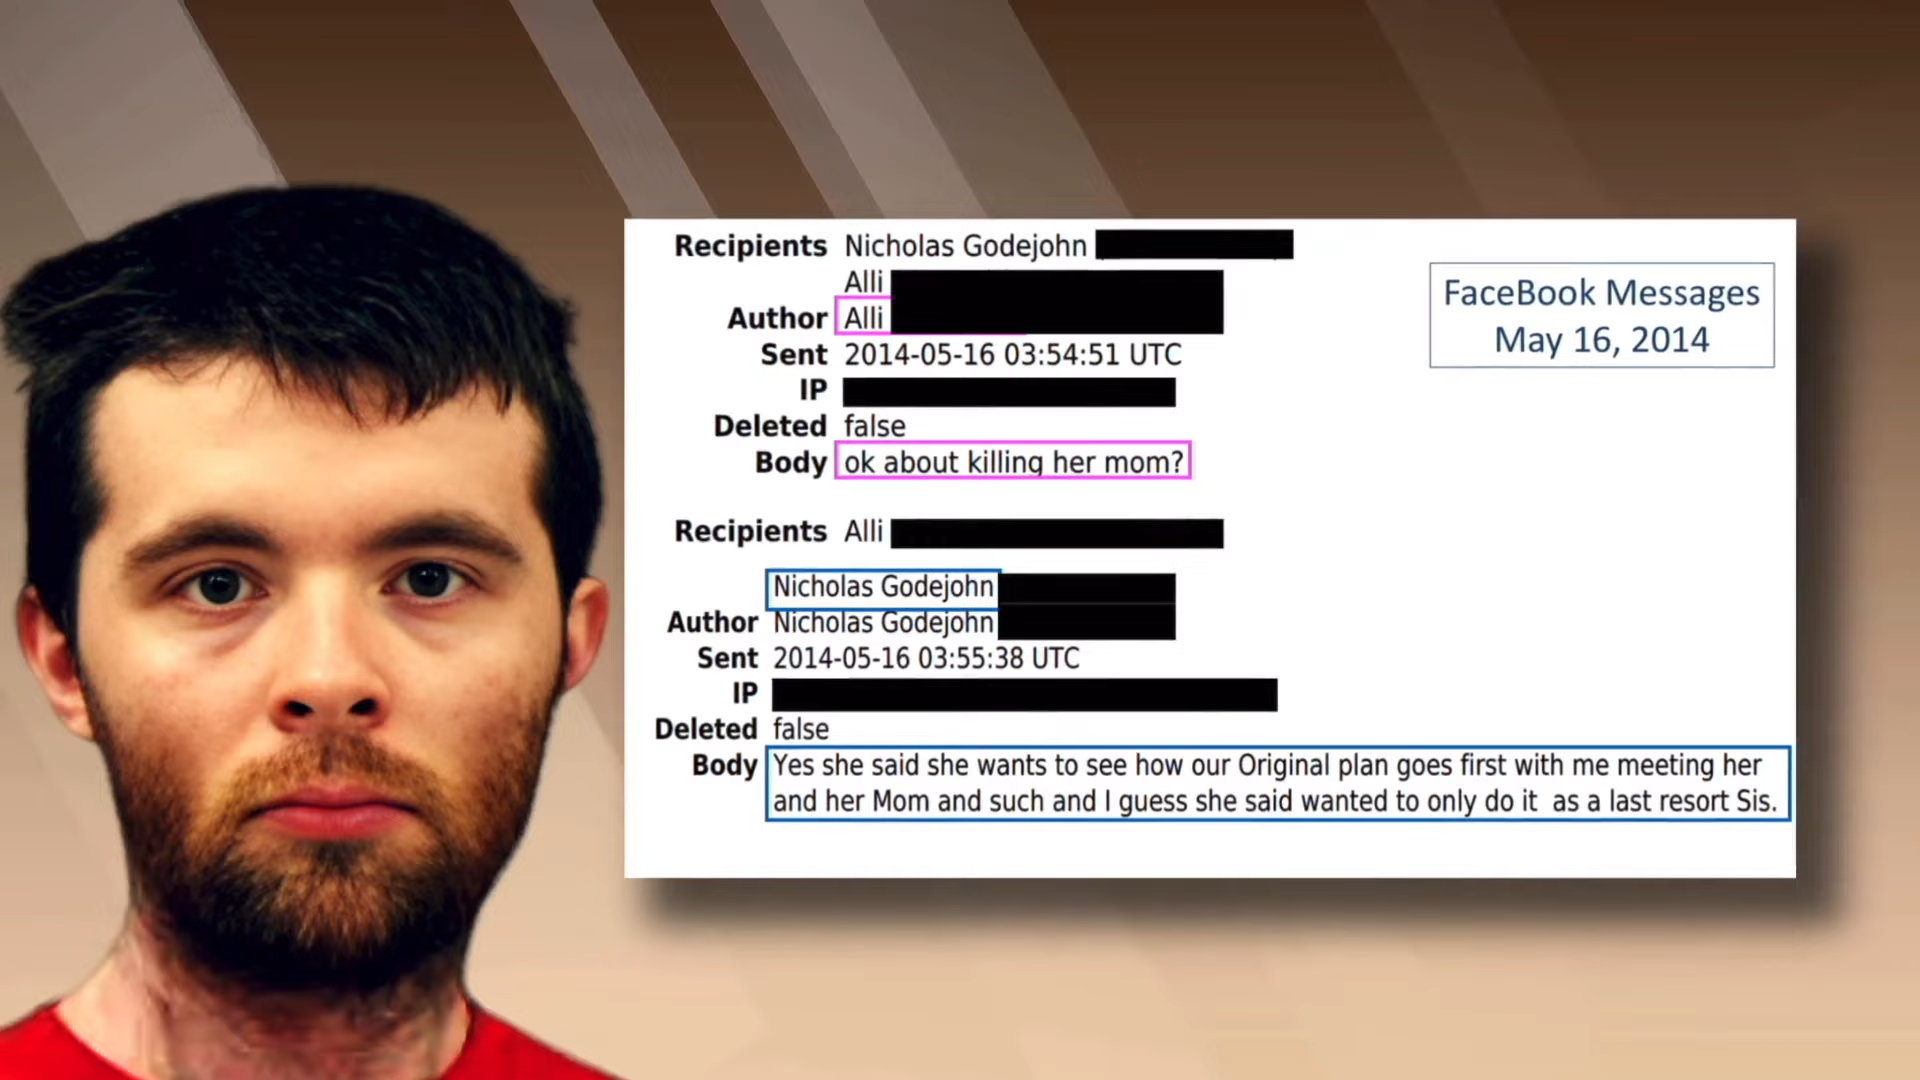 Recipients Nicholas Godejohn
Alli
Author Alli
Sent 2014-05-16 03:54:51 UTC
IP
Deleted false
Body ok about killing her mom?
FaceBook Messages
May 16, 2014
Recipients Alli
Nicholas Godejohn
Author Nicholas Godejohn
Sent 2014-05-16 03:55:38 UTC
IP
Deleted false
Body Yes she said she wants to see how our Original plan goes first with me meeting her
and her Mom and such and I guess she said wanted to only do it as a last resort Sis.